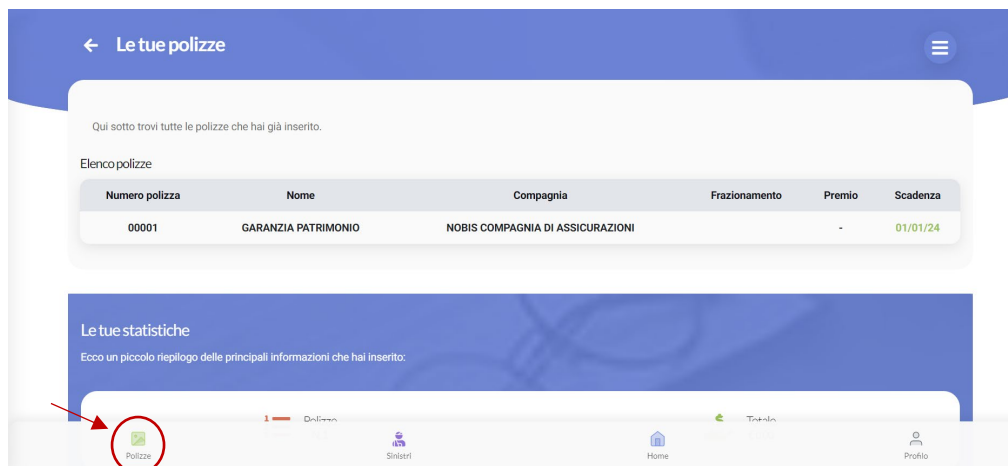 Le tue polizze
Qui sotto trovi tutte le polizze che hai già inserito.
Elenco polizze
Numero polizza Nome Compagnia Frazionamento Premio Scadenza
00001 GARANZIA PATRIMONIO NOBIS COMPAGNIA DI ASSICURAZIONI - 01/01/24
Le tue statistiche
Ecco un piccolo riepilogo delle principali informazioni che hai inserito:
1 Polizze $ Totale
Polizze Sinistri Home Profilo